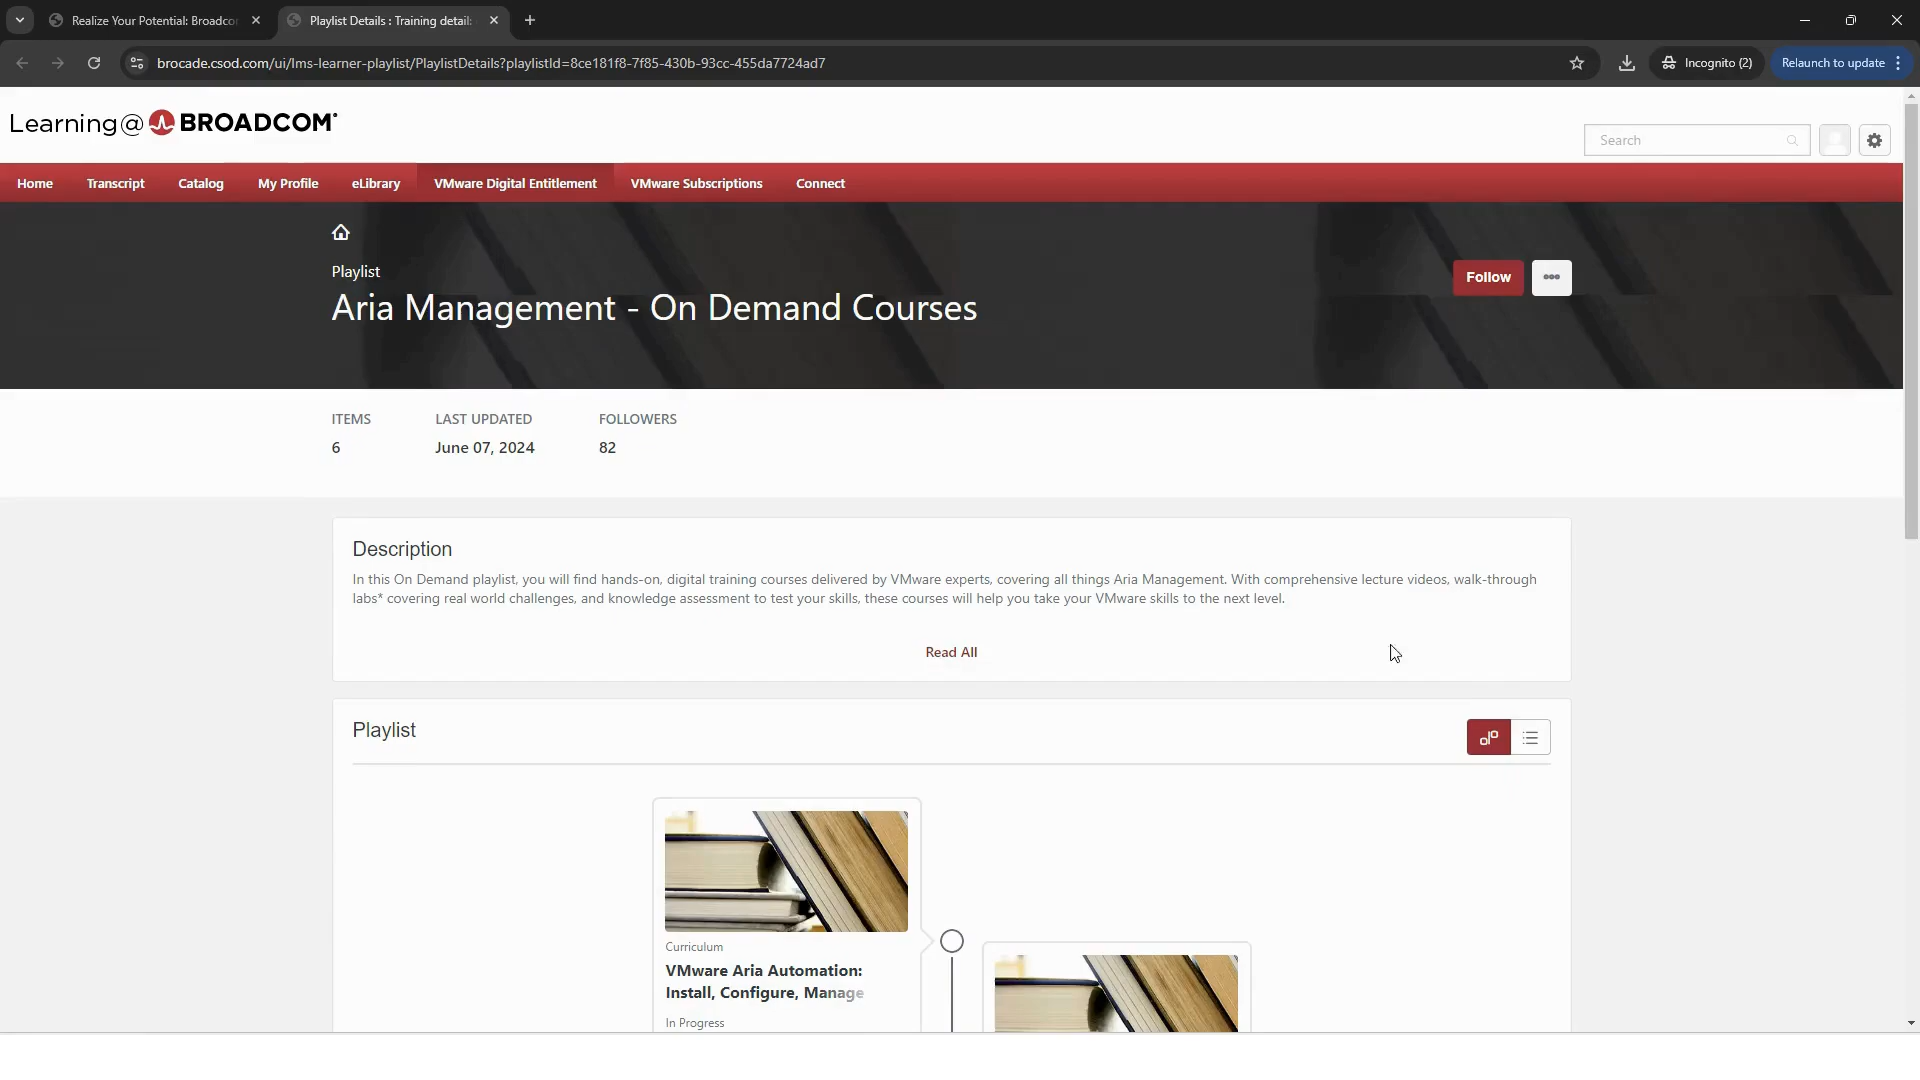 Realize Your Potential: Broadco
Playlist Details : Training detail:
brocade.csod.com/ui/lms-learner-playlist/PlaylistDetails?playlistId=8ce181f8-7f85-430b-93cc-455da7724ad7
Incognito (2)
Relaunch to update
Learning@ BROADCOM
Search
Home
Transcript
Catalog
My Profile
eLibrary
VMware Digital Entitlement
VMware Subscriptions
Connect
Playlist
Follow
Aria Management - On Demand Courses
ITEMS
LAST UPDATED
FOLLOWERS
6
June 07, 2024
82
Description
In this On Demand playlist, you will find hands-on, digital training courses delivered by VMware experts, covering all things Aria Management. With comprehensive lecture videos, walk-through
labs* covering real world challenges, and knowledge assessment to test your skills, these courses will help you take your VMware skills to the next level.
Read All
Playlist
Curriculum
VMware Aria Automation:
Install, Configure, Manage
In Progress